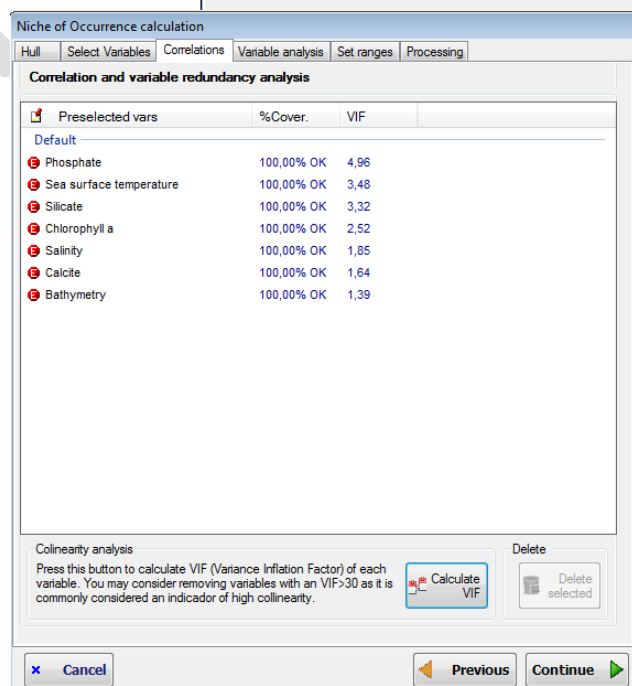 Niche of Occurrence calculation
Hull Select Variables Correlations Variable analysis Set ranges Processing
Correlation and variable redundancy analysis
Preselected vars %Cover. VIF
Default
Phosphate 100,00% OK 4,96
Sea surface temperature 100,00% OK 3,48
Silicate 100,00% OK 3,32
Chlorophyll a 100,00% OK 2,52
Salinity 100,00% OK 1,85
Calcite 100,00% OK 1,64
Bathymetry 100,00% OK 1,39
Colinearity analysis
Press this button to calculate VIF (Variance Inflation Factor) of each
variable. You may consider removing variables with an VIF>30 as it is
commonly considered an indicador of high collinearity.
Calculate
VIF
Delete
Delete
selected
Cancel Previous Continue